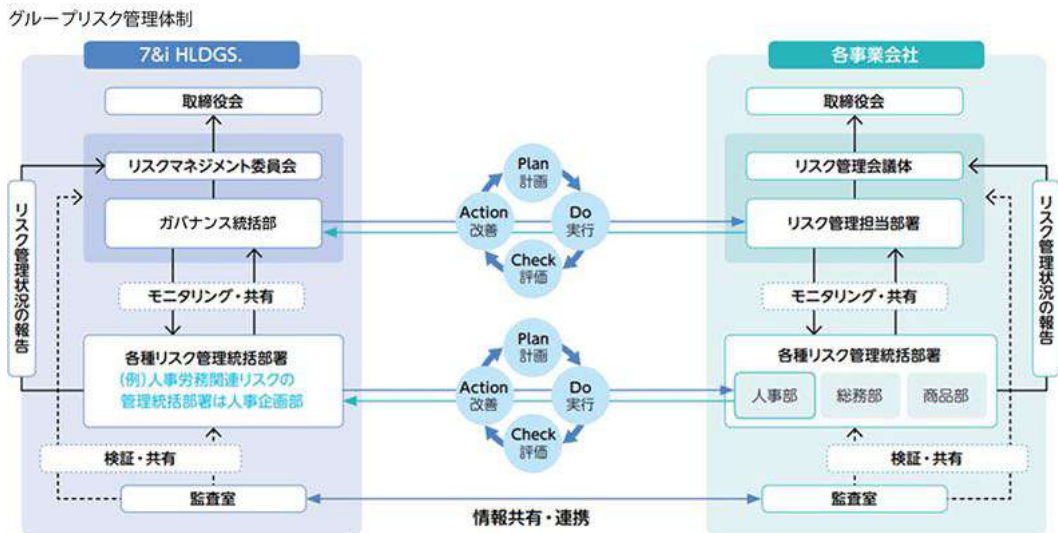 グループリスク管理体制
7&i HLDGS.
取締役会
リスクマネジメント委員会
ガバナンス統括部
モニタリング・共有
リスク管理状況の報告
各種リスク管理統括部署
(例)人事労務関連リスクの
管理統括部署は人事企画部
検証・共有
監査室
Plan
計画
Action
改善
Do
実行
Check
評価
Plan
計画
Action
改善
Do
実行
Check
評価
情報共有・連携
各事業会社
取締役会
リスク管理会議体
リスク管理担当部署
モニタリング・共有
リスク管理状況の報告
各種リスク管理統括部署
人事部
総務部
商品部
検証・共有
監査室